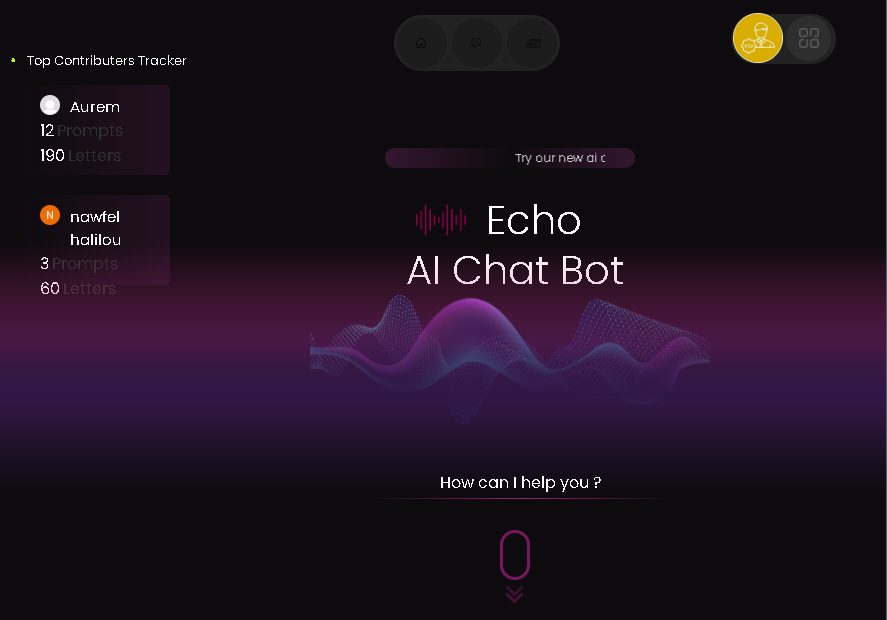 Top Contributers Tracker
Aurem
12 Prompts
190 Letters
nawfel
halilou
3 Prompts
60 Letters
Try our new ai c
Echo
AI Chat Bot
How can I help you ?
N